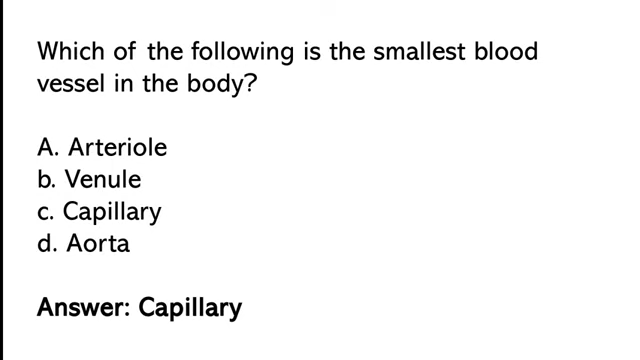 Which of the following is the smallest blood
vessel in the body?
A. Arteriole
b. Venule
c. Capillary
d. Aorta
Answer: Capillary